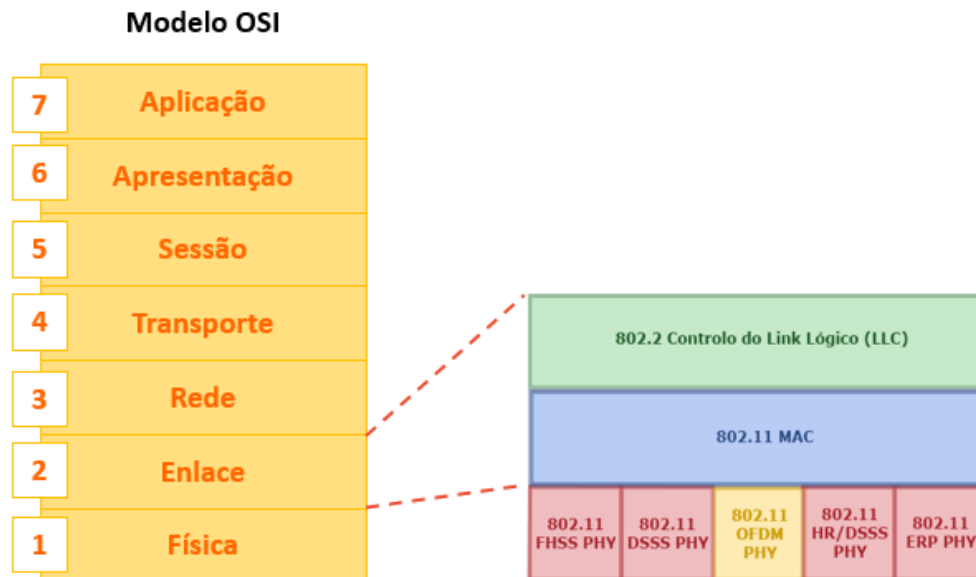 Modelo OSI
7 Aplicação
6 Apresentação
5 Sessão
4 Transporte
3 Rede
2 Enlace
1 Física
802.2 Controlo do Link Lógico (LLC)
802.11 MAC
802.11
FHSS PHY
802.11
DSSS PHY
802.11
OFDM
PHY
802.11
HR/DSSS
PHY
802.11
ERP PHY